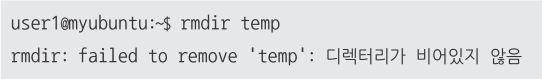 user1@myubuntu:~$ rmdir temp
rmdir: failed to remove 'temp': 디렉터리가 비어있지 않음